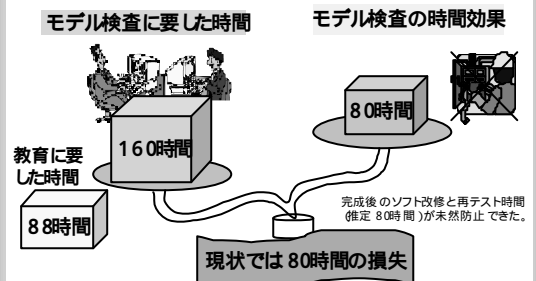 モデル検査に要した時間
モデル検査の時間効果
160時間
80時間
教育に要
した時間
88時間
完成後のソフト改修と再テスト時間
(推定 80時間)が未然防止できた。
現状では80時間の損失